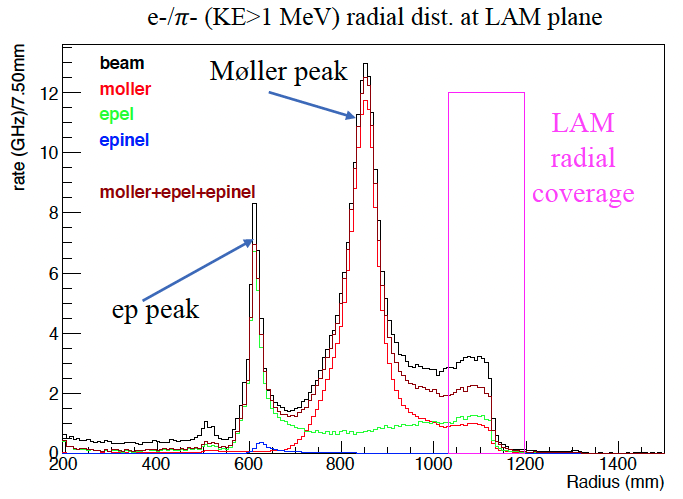 e-/π- (KE>1 MeV) radial dist. at LAM plane
rate (GHz)/7.50mm
beam
moller
epel
epinel
moller+epel+epinel
Møller peak
ep peak
LAM
radial
coverage
12
10
8
6
4
2
0
200 400 600 800 1000 1200 1400
Radius (mm)